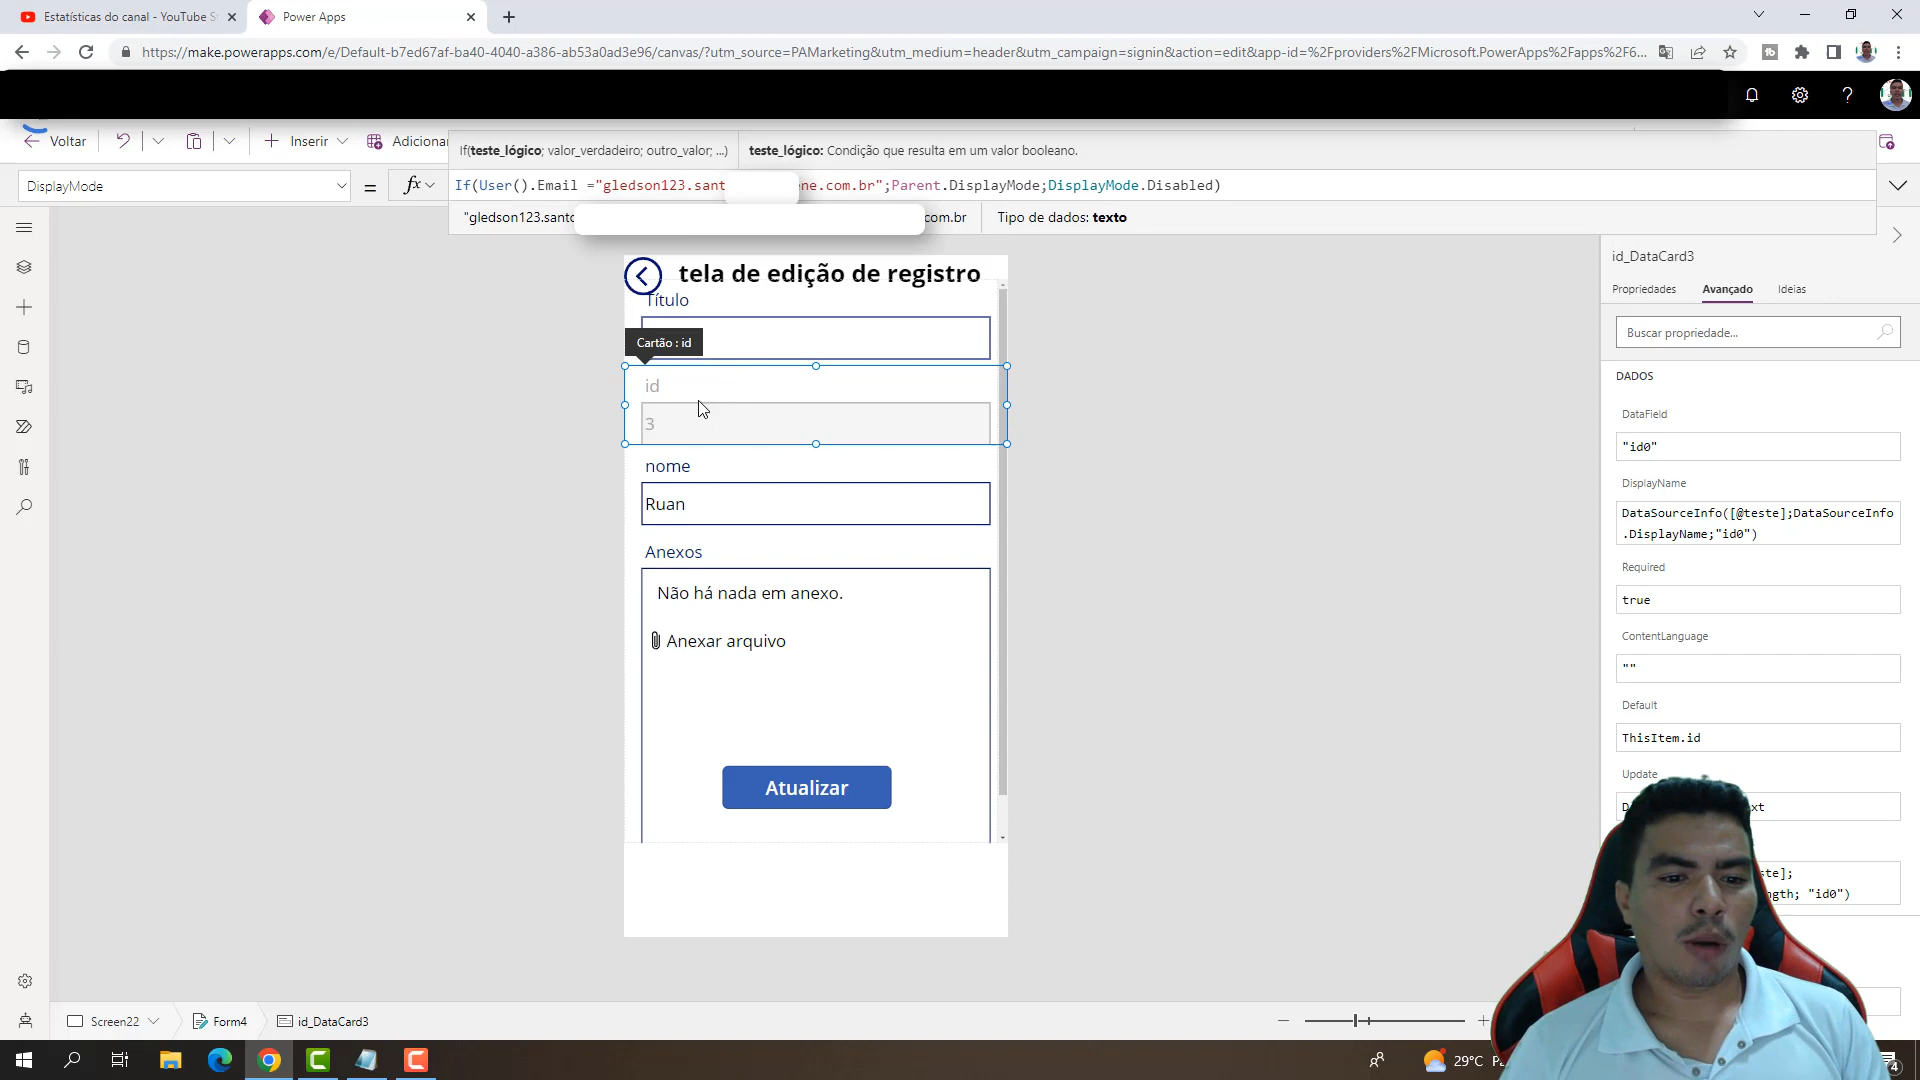 Estatísticas do canal - YouTube S
Power Apps
https://make.powerapps.com/e/Default-b7ed67af-ba40-4040-a386-ab53a0ad3e96/canvas/?utm_source=PAMarketing&utm_medium=header&utm_campaign=signin&action=edit&app-id=%2Fproviders%2FMicrosoft.PowerApps%2Fapps%2F6...
Voltar
Inserir
Adicionar
If(teste_lógico; valor_verdadeiro; outro_valor; ...)
teste_lógico: Condição que resulta em um valor booleano.
DisplayMode
=
fx
If(User().Email ="gledson123.sant ne.com.br";Parent.DisplayMode;DisplayMode.Disabled)
"gledson123.santo com.br
Tipo de dados: texto
tela de edição de registro
Título
Cartão : id
id
3
nome
Ruan
Anexos
Não há nada em anexo.
Anexar arquivo
Atualizar
id_DataCard3
Propriedades
Avançado
Ideias
Buscar propriedade...
DADOS
DataField
"id0"
DisplayName
DataSourceInfo([@teste];DataSourceInfo
.DisplayName;"id0")
Required
true
ContentLanguage
""
Default
ThisItem.id
Update
ste];
ngth; "id0")
Screen22
Form4
id_DataCard3
29°C
4